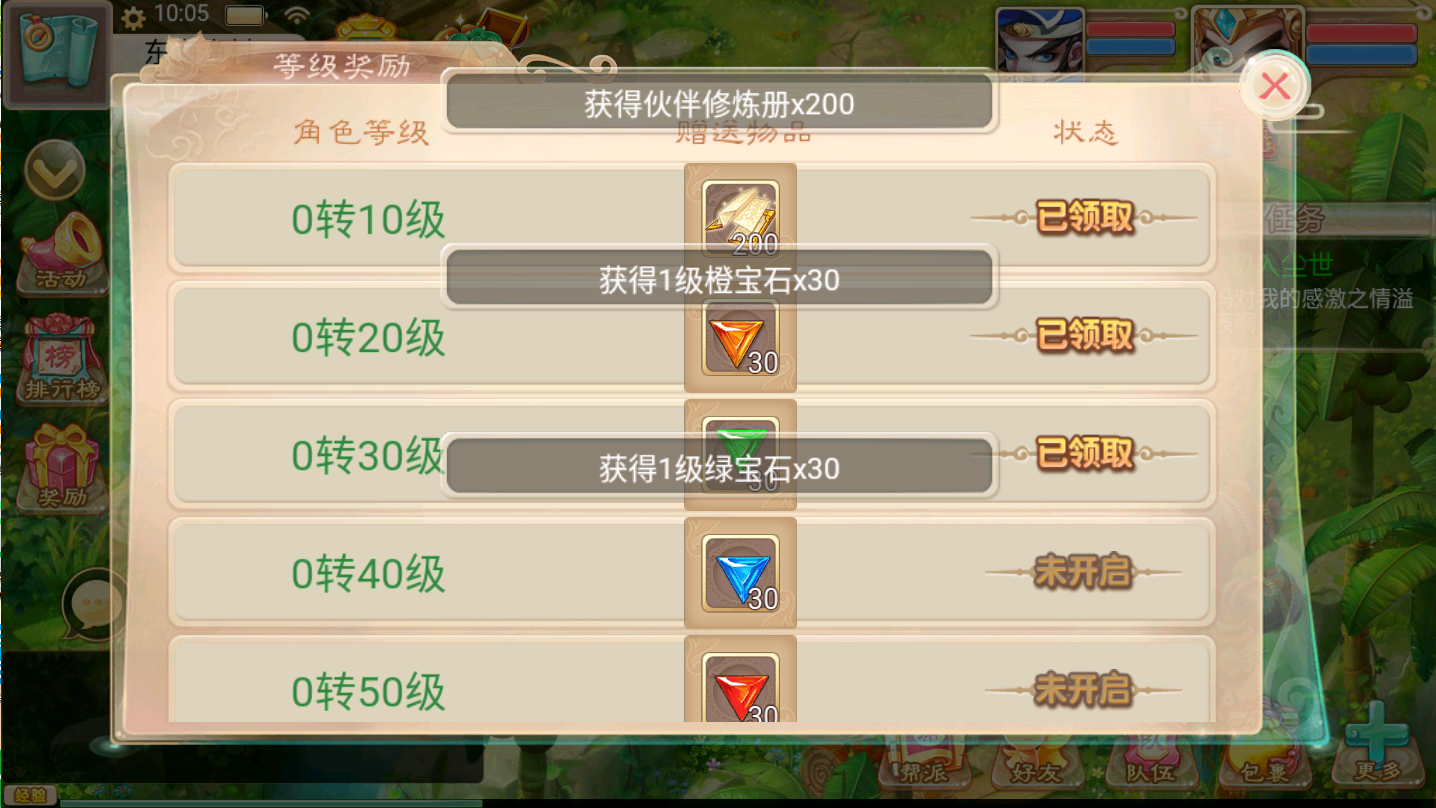 10:05
等级奖励
获得伙伴修炼册x200
角色等级
赠送物品
状态
0转10级
200
已领取
任务
获得1级橙宝石x30
0转20级
30
已领取
入尘世
我的感激之情溢
活动
排行榜
0转30级
30
已领取
获得1级绿宝石x30
奖励
0转40级
30
未开启
0转50级
30
未开启
帮派
好友
队伍
包裹
更多
经验